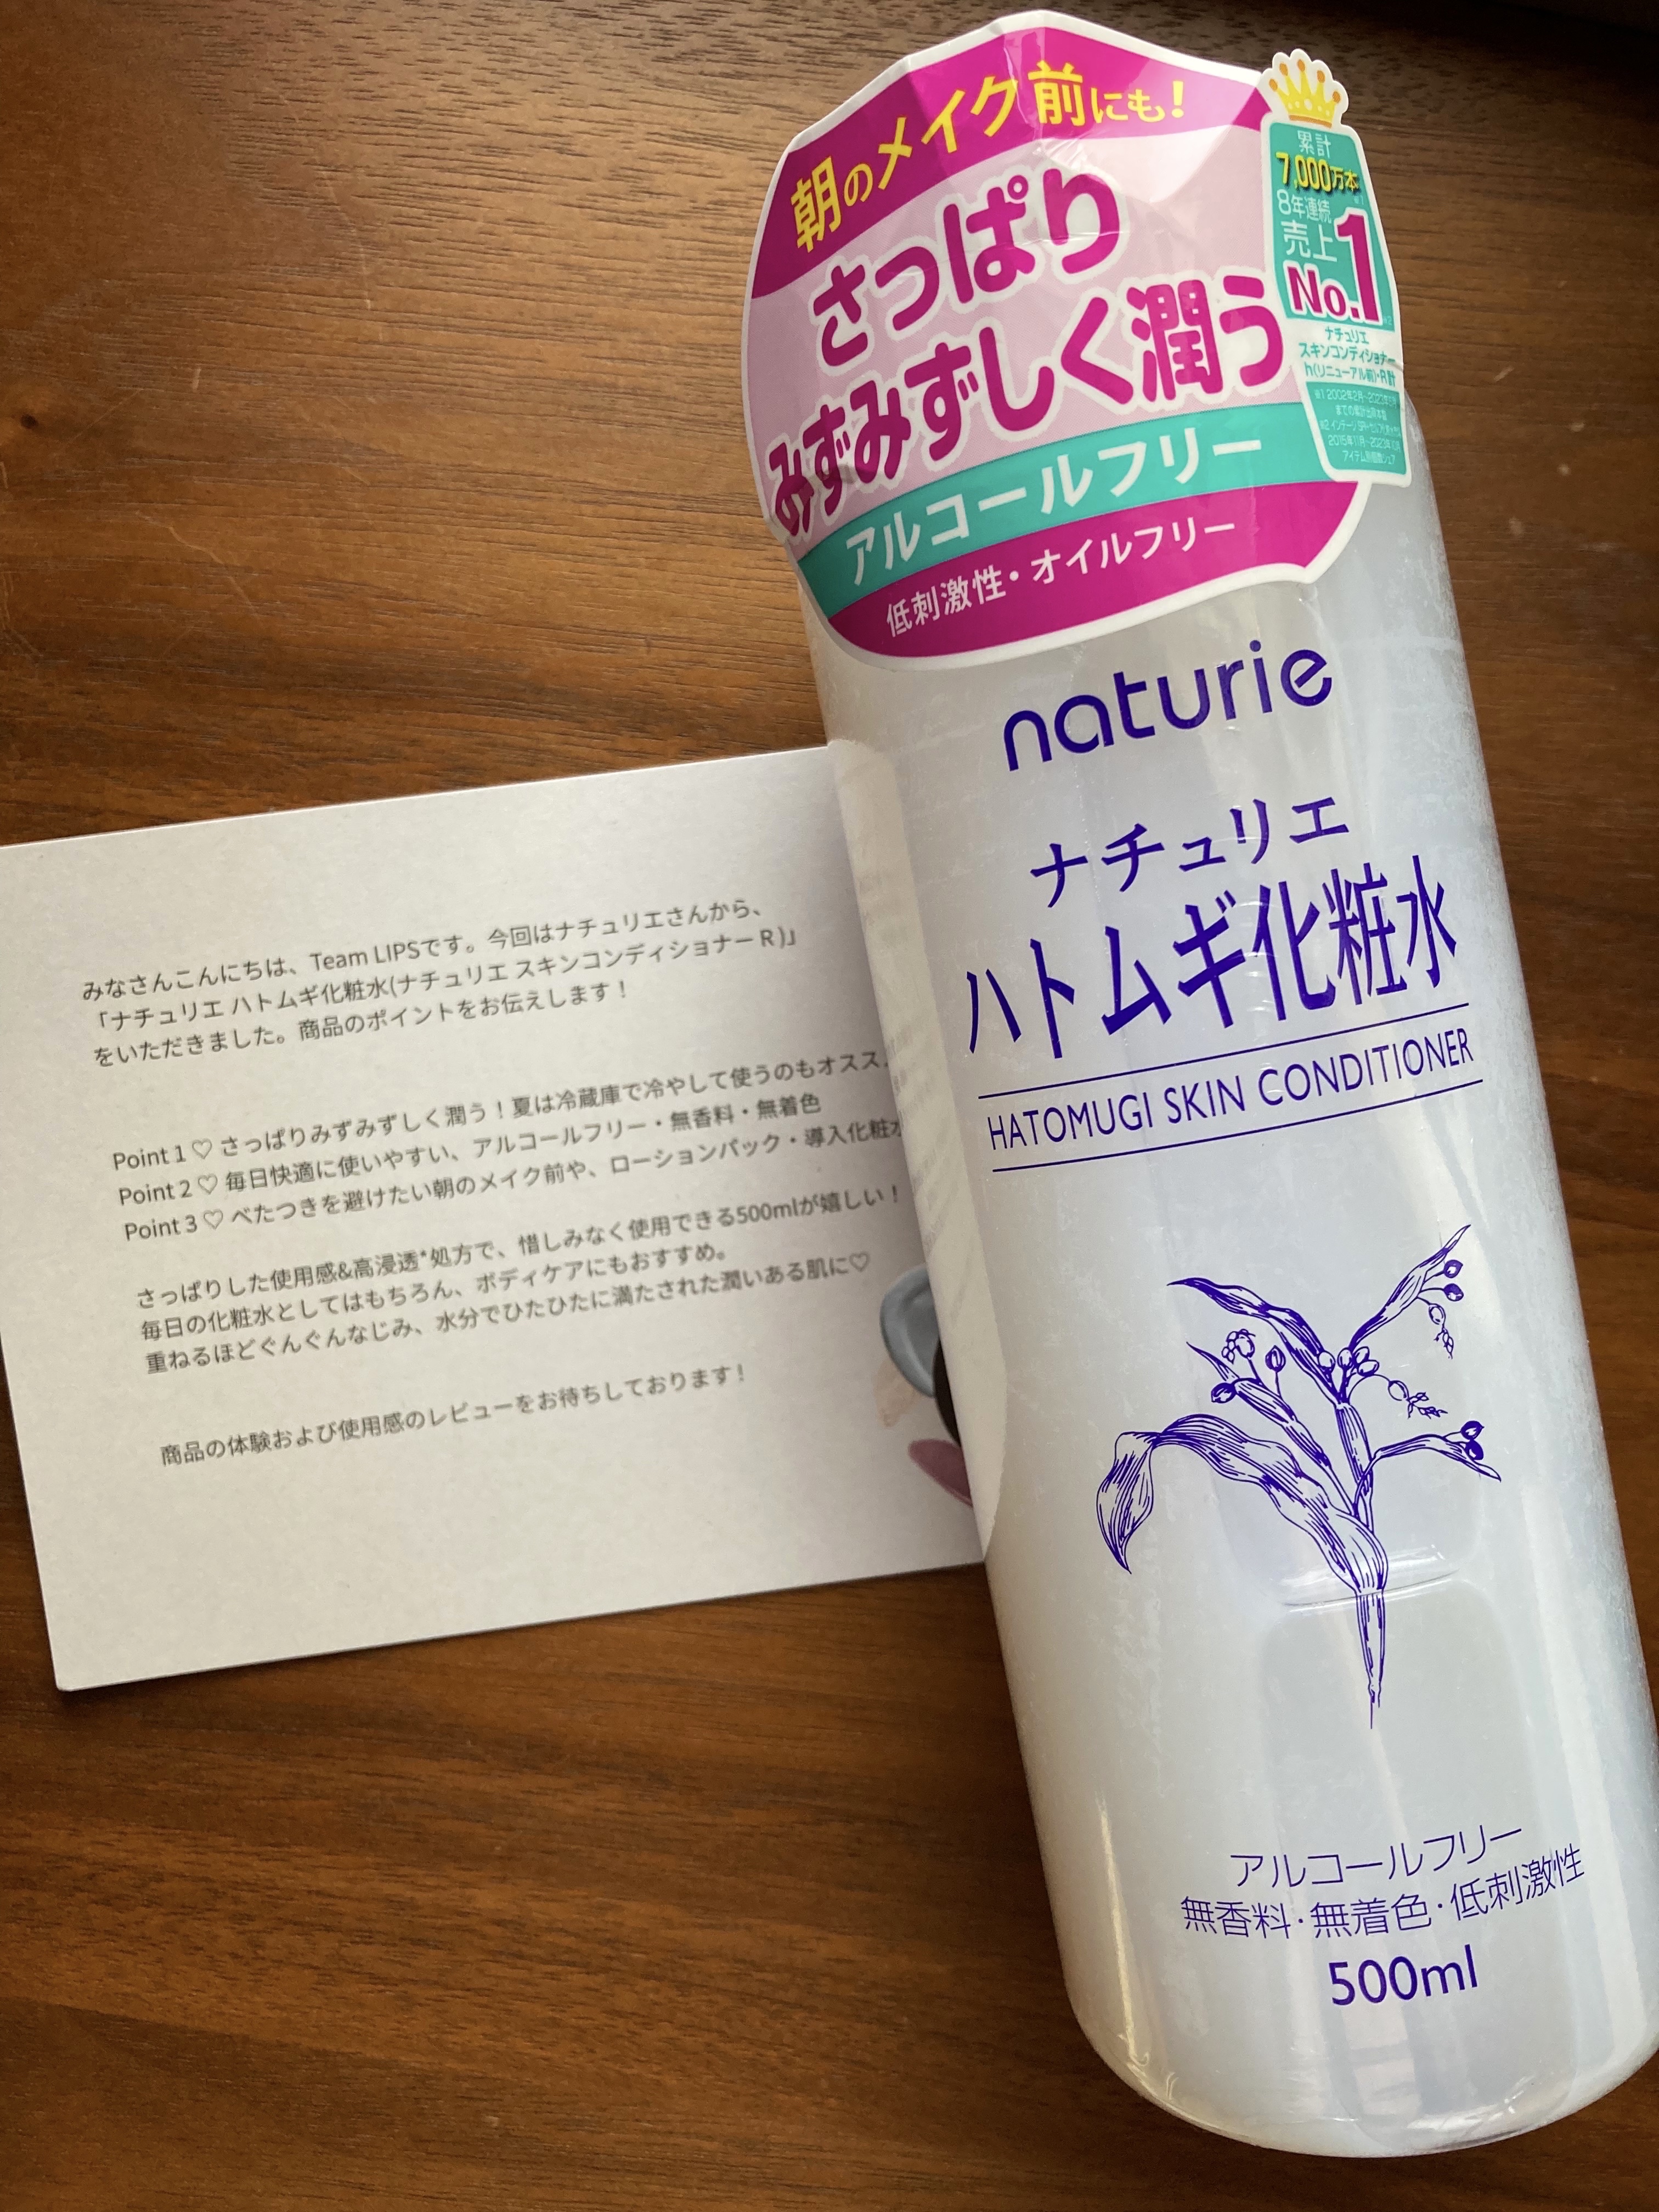 朝のメイク前にも!
さっぱり
みずみずしく潤う
アルコールフリー
低刺激性・オイルフリー
累計
7,000万本
8年連続
売上
No.1
ナチュリエ
スキンコンディショナー
h(リニューアル前)・R計
naturie
ナチュリエ
ハトムギ化粧水
HATOMUGI SKIN CONDITIONER
アルコールフリー
無香料・無着色・低刺激性
500ml
みなさんこんにちは、Team LIPSです。今回はナチュリエさんから、
「ナチュリエ ハトムギ化粧水(ナチュリエ スキンコンディショナー R )」
をいただきました。商品のポイントをお伝えします！
Point 1 ♡ さっぱりみずみずしく潤う！夏は冷蔵庫で冷やして使うのもオスス
Point 2 ♡ 毎日快適に使いやすい、アルコールフリー・無香料・無着色
Point 3 ♡ べたつきを避けたい朝のメイク前や、ローションパック・導入化粧水
さっぱりした使用感&高浸透*処方で、惜しみなく使用できる500mlが嬉しい！
毎日の化粧水としてはもちろん、ボディケアにもおすすめ。
重ねるほどぐんぐんなじみ、水分でひたひたに満たされた潤いある肌に♡
商品の体験および使用感のレビューをお待ちしております！